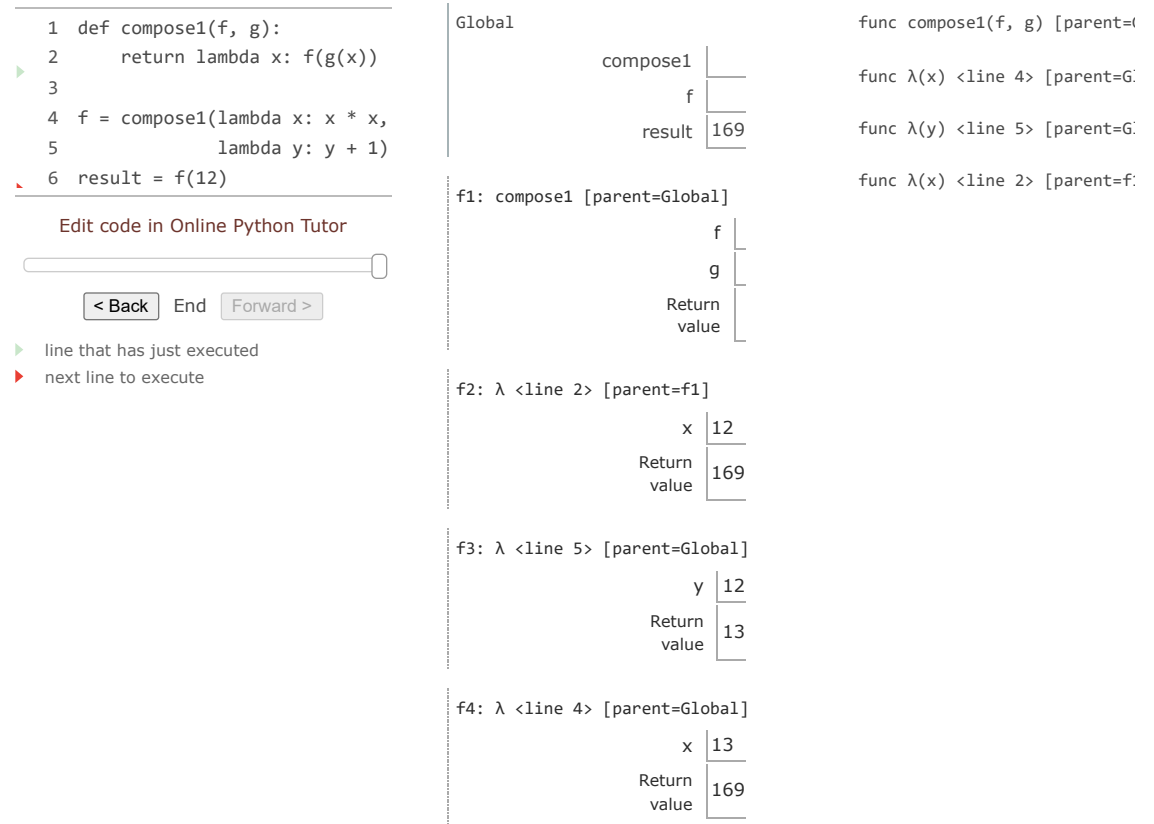 1 def compose1(f, g):
2     return lambda x: f(g(x))
3
4 f = compose1(lambda x: x * x,
5              lambda y: y + 1)
6 result = f(12)
Edit code in Online Python Tutor
< Back End Forward >
line that has just executed
next line to execute
Global
compose1
f
result 169
f1: compose1 [parent=Global]
f
g
Return
value
f2: λ <line 2> [parent=f1]
x 12
Return
value 169
f3: λ <line 5> [parent=Global]
y 12
Return
value 13
f4: λ <line 4> [parent=Global]
x 13
Return
value 169
func compose1(f, g) [parent=
func λ(x) <line 4> [parent=G
func λ(y) <line 5> [parent=G
func λ(x) <line 2> [parent=f